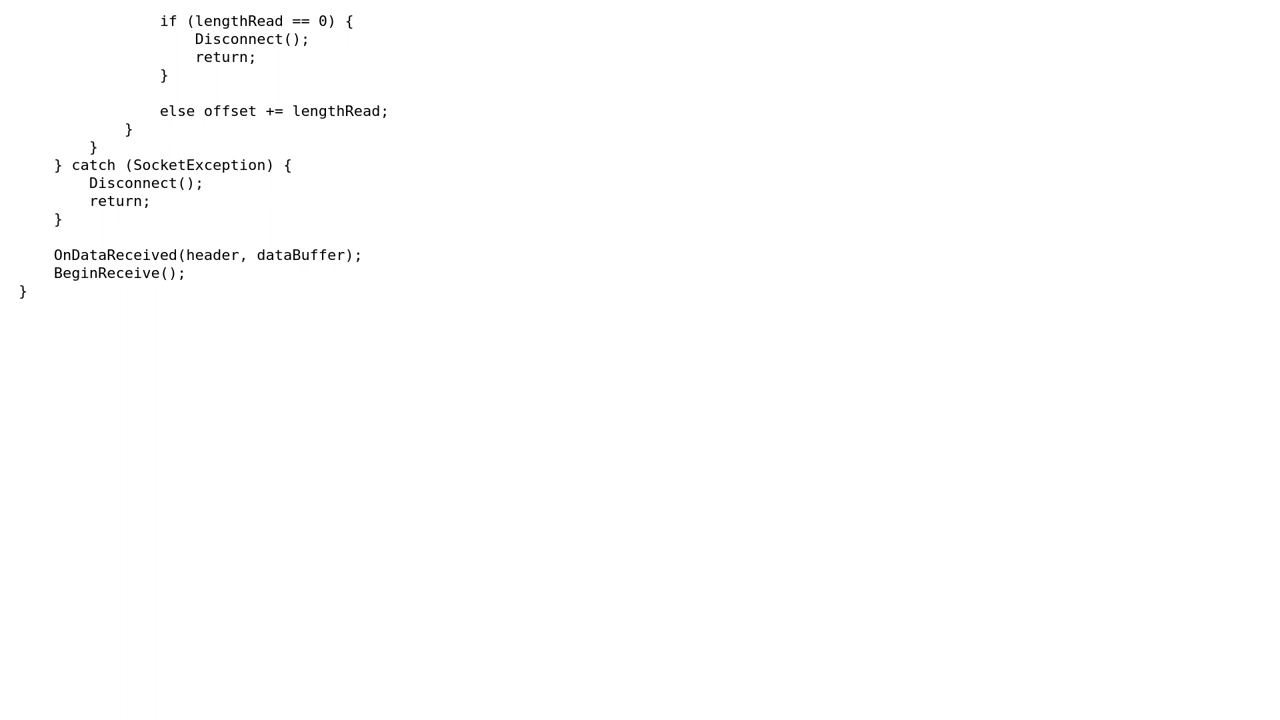 if (lengthRead == 0) {
                    Disconnect();
                    return;
                }

                else offset += lengthRead;
            }
        }
    } catch (SocketException) {
        Disconnect();
        return;
    }

    OnDataReceived(header, dataBuffer);
    BeginReceive();
}